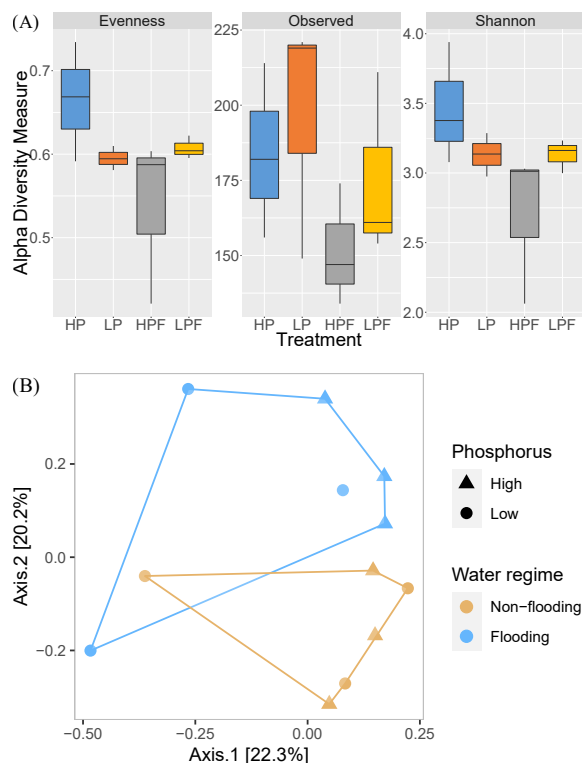 (A)
Evenness Observed Shannon
Alpha Diversity Measure
0.7
0.6
0.5
225
200
175
150
4.0
3.5
3.0
2.5
2.0
HP LP HPF LPF HP LP HPF LPF HP LP HPF LPF
Treatment
(B)
Axis.2 [20.2%]
0.2
0.0
−0.2
−0.50 −0.25 0.00 0.25
Axis.1 [22.3%]
Phosphorus
High
Low
Water regime
Non−flooding
Flooding